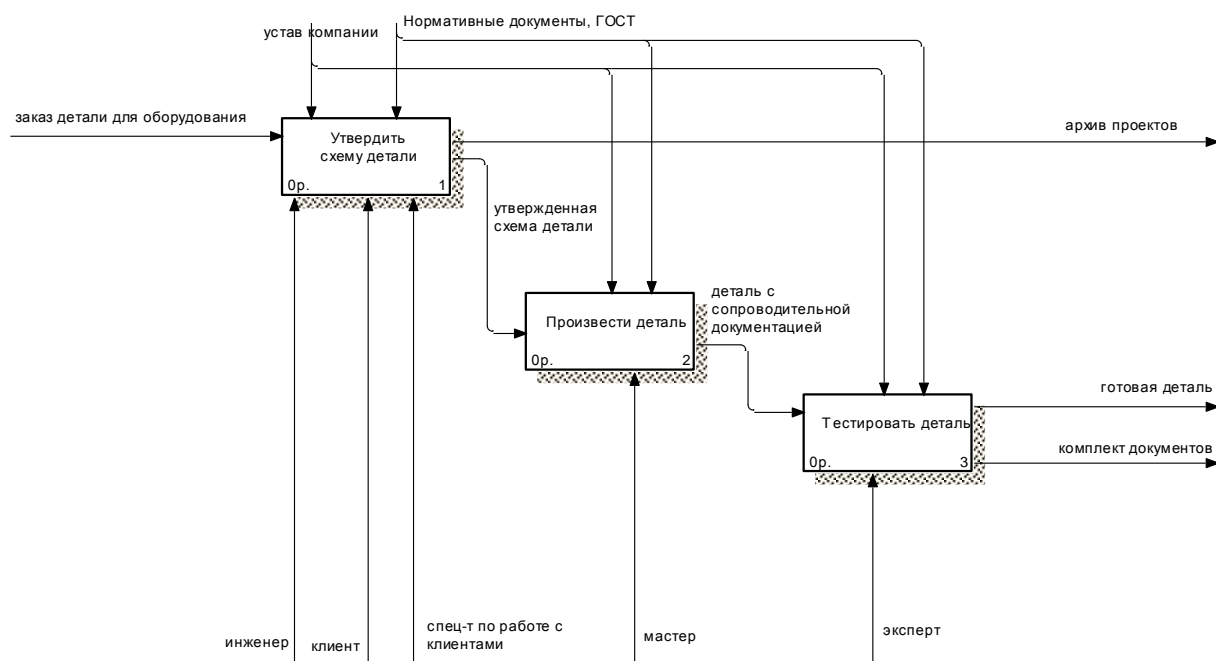 Нормативные документы, ГОСТ
устав компании
заказ детали для оборудования
Утвердить
схему детали
0р.
1
архив проектов
утвержденная
схема детали
деталь с
сопроводительной
документацией
Произвести деталь
0р.
2
готовая деталь
Тестировать деталь
0р.
3
комплект документов
инженер
клиент
спец-т по работе с
клиентами
мастер
эксперт